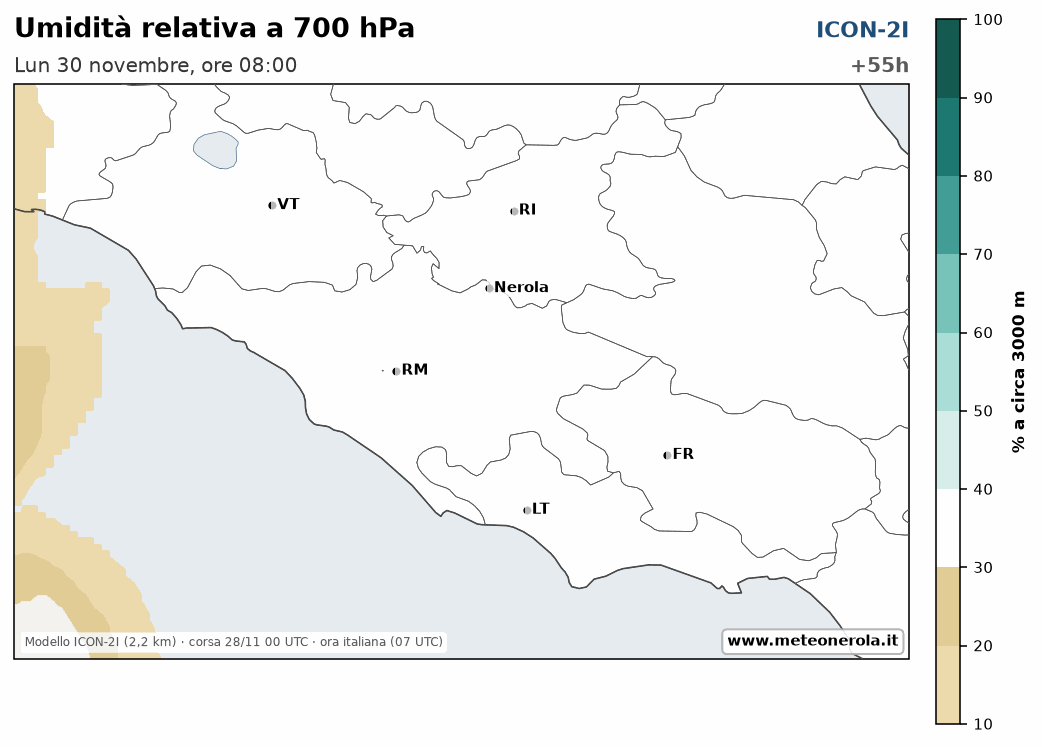 Umidità relativa a 700 hPa
ICON-2I
Lun 30 novembre, ore 08:00
+55h
100
90
80
70
60
50
40
30
20
10
% a circa 3000 m
VT
RI
Nerola
RM
FR
LT
Modello ICON-2I (2,2 km) · corsa 28/11 00 UTC · ora italiana (07 UTC)
www.meteonerola.it